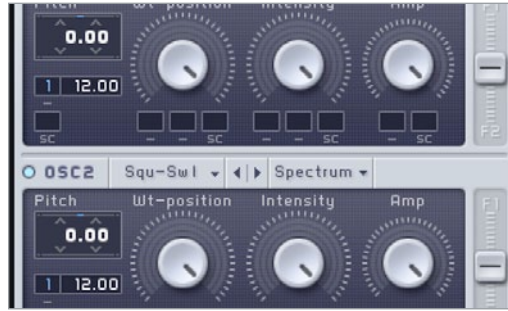 Pitch Wt-position Intensity Amp F1
0.00
1 12.00
SC SC SC SC F2
OSC2 Squ-Swl Spectrum
Pitch Wt-position Intensity Amp F1
0.00
1 12.00